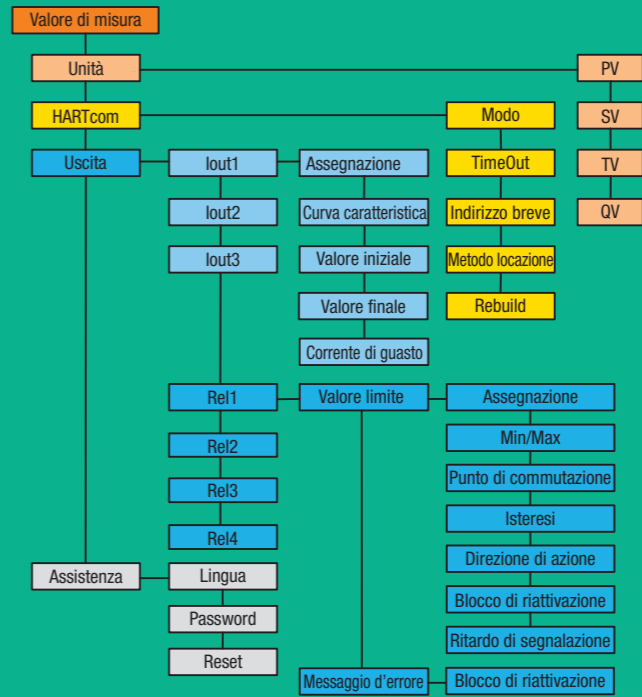 Valore di misura
Unità
PV
HARTcom
Modo
SV
Uscita
Iout1
Assegnazione
TimeOut
TV
Iout2
Curva caratteristica
Indirizzo breve
QV
Iout3
Valore iniziale
Metodo locazione
Valore finale
Rebuild
Corrente di guasto
Rel1
Valore limite
Assegnazione
Rel2
Min/Max
Rel3
Punto di commutazione
Rel4
Isteresi
Direzione di azione
Assistenza
Lingua
Blocco di riattivazione
Password
Ritardo di segnalazione
Reset
Messaggio d'errore
Blocco di riattivazione